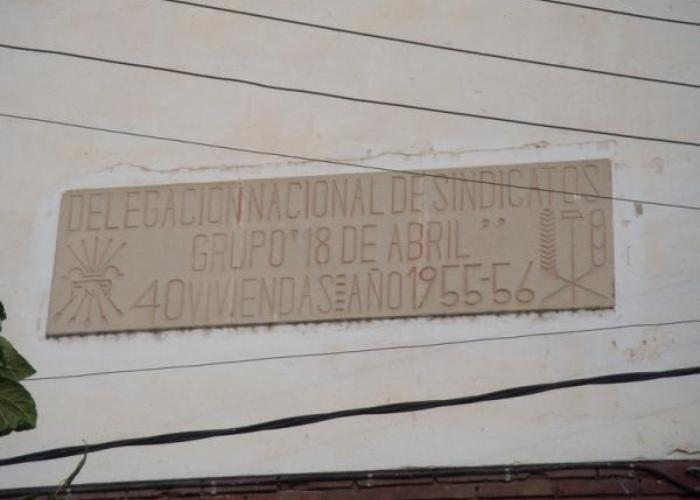 DELEGACION NACIONAL DE SINDICATOS
GRUPO "18 DE ABRIL"
40 VIVIENDAS AÑO 1955-56